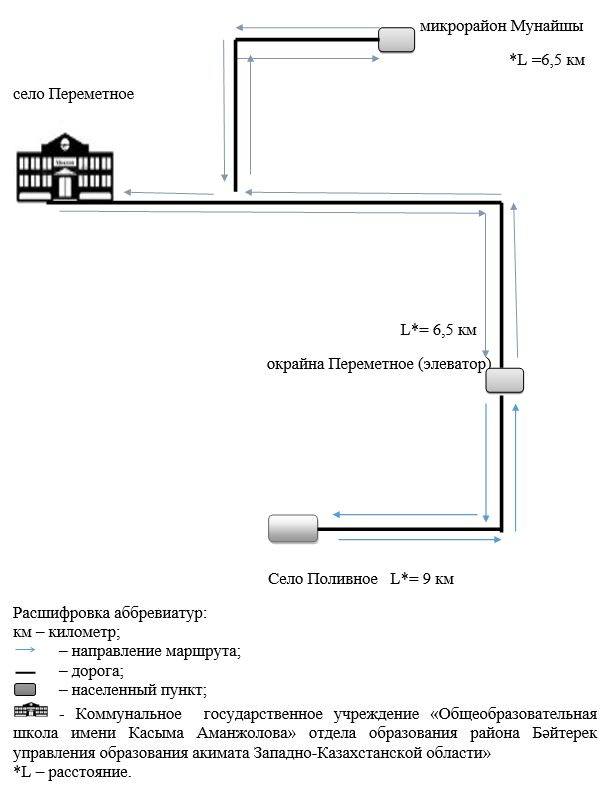 микрорайон Мунайшы
*L =6,5 км
село Переметное
L*= 6,5 км
окрайна Переметное (элеватор)
Село Поливное L*= 9 км
Расшифровка аббревиатур:
км – километр;
– направление маршрута;
– дорога;
– населенный пункт;
- Коммунальное государственное учреждение «Общеобразовательная
школа имени Касыма Аманжолова» отдела образования района Бәйтерек
управления образования акимата Западно-Казахстанской области»
*L – расстояние.